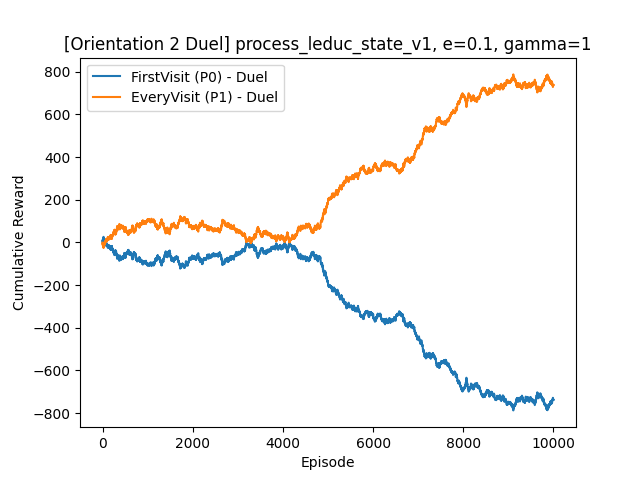 [Orientation 2 Duel] process_leduc_state_v1, e=0.1, gamma=1
FirstVisit (P0) - Duel
EveryVisit (P1) - Duel
800
600
400
200
0
−200
−400
−600
−800
Cumulative Reward
0 2000 4000 6000 8000 10000
Episode